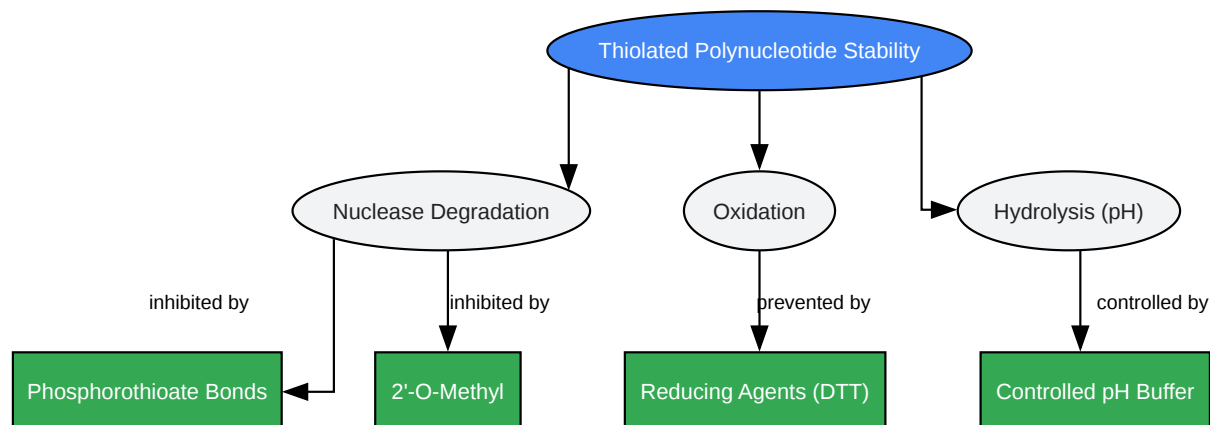 Thiolated Polynucleotide Stability
Nuclease Degradation
Oxidation
Hydrolysis (pH)
inhibited by
inhibited by
prevented by
controlled by
Phosphorothioate Bonds
2'-O-Methyl
Reducing Agents (DTT)
Controlled pH Buffer